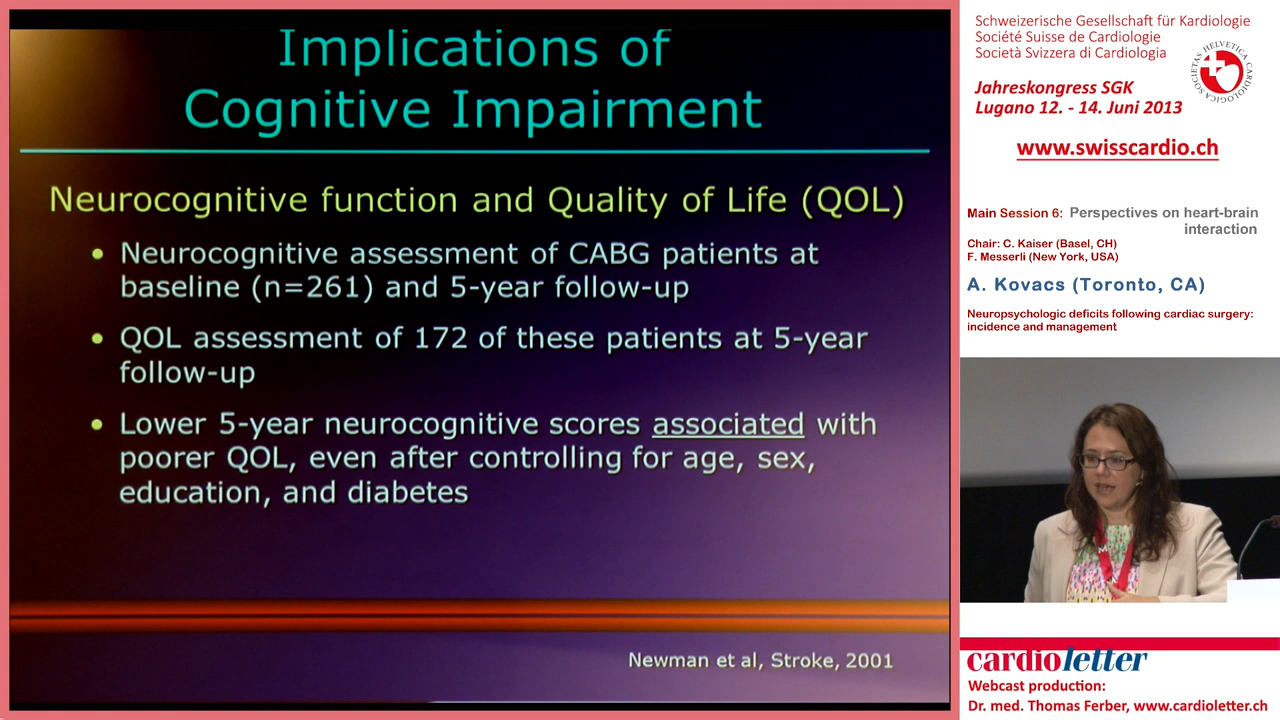 Implications of
Cognitive Impairment
Neurocognitive function and Quality of Life (QOL)
• Neurocognitive assessment of CABG patients at
baseline (n=261) and 5-year follow-up
• QOL assessment of 172 of these patients at 5-year
follow-up
• Lower 5-year neurocognitive scores associated with
poorer QOL, even after controlling for age, sex,
education, and diabetes
Newman et al, Stroke, 2001
Schweizerische Gesellschaft für Kardiologie
Société Suisse de Cardiologie
Società Svizzera di Cardiologia
SOCIETAS HELVETICA CARDIOLOGICA
Jahreskongress SGK
Lugano 12. - 14. Juni 2013
www.swisscardio.ch
Main Session 6: Perspectives on heart-brain
interaction
Chair: C. Kaiser (Basel, CH)
F. Messerli (New York, USA)
A. Kovacs (Toronto, CA)
Neuropsychologic deficits following cardiac surgery:
incidence and management
cardioletter
Webcast production:
Dr. med. Thomas Ferber, www.cardioletter.ch